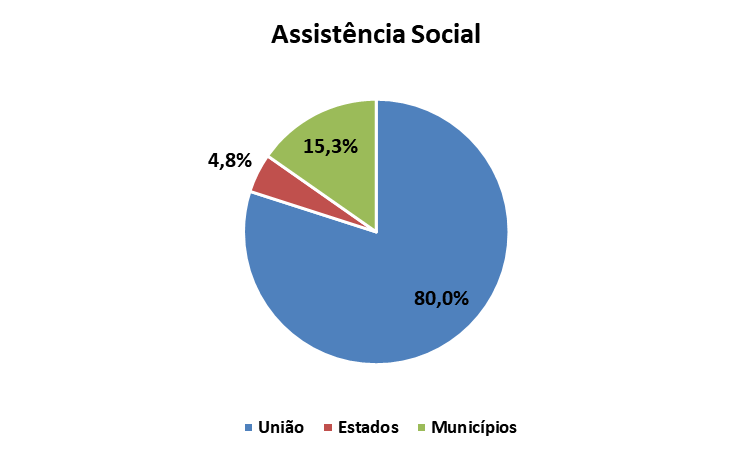 Assistência Social
15,3%
4,8%
80,0%
União Estados Municípios